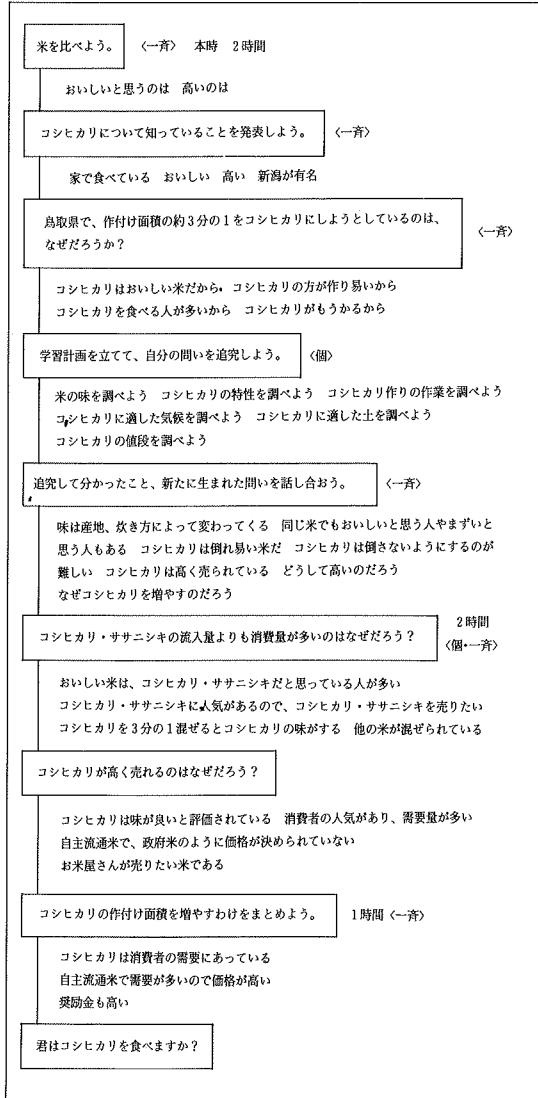 米を比べよう。 〈一斉〉 本時 2時間
おいしいと思うのは 高いのは
コシヒカリについて知っていることを発表しよう。 〈一斉〉
家で食べている おいしい 高い 新潟が有名
鳥取県で、作付け面積の約3分の1をコシヒカリにしようとしているのは、
なぜだろうか? 〈一斉〉
コシヒカリはおいしい米だから コシヒカリの方が作り易いから
コシヒカリを食べる人が多いから コシヒカリがもうかるから
学習計画を立てて、自分の問いを追究しよう。 〈個〉
米の味を調べよう コシヒカリの特性を調べよう コシヒカリ作りの作業を調べよう
コシヒカリに適した気候を調べよう コシヒカリに適した土を調べよう
コシヒカリの値段を調べよう
追究して分かったこと、新たに生まれた問いを話し合おう。 〈一斉〉
味は産地、炊き方によって変わってくる 同じ米でもおいしいと思う人やまずいと
思う人もある コシヒカリは倒れ易い米だ コシヒカリは倒さないようにするのが
難しい コシヒカリは高く売られている どうして高いのだろう
なぜコシヒカリを増やすのだろう
コシヒカリ・ササニシキの流入量よりも消費量が多いのはなぜだろう? 2時間
〈個・一斉〉
おいしい米は、コシヒカリ・ササニシキだと思っている人が多い
コシヒカリ・ササニシキに人気があるので、コシヒカリ・ササニシキを売りたい
コシヒカリを3分の1混ぜるとコシヒカリの味がする 他の米が混ぜられている
コシヒカリが高く売れるのはなぜだろう?
コシヒカリは味が良いと評価されている 消費者の人気があり、需要量が多い
自主流通米で、政府米のように価格が決められていない
お米屋さんが売りたい米である
コシヒカリの作付け面積を増やすわけをまとめよう。 1時間〈一斉〉
コシヒカリは消費者の需要にあっている
自主流通米で需要が多いので価格が高い
奨励金も高い
君はコシヒカリを食べますか?